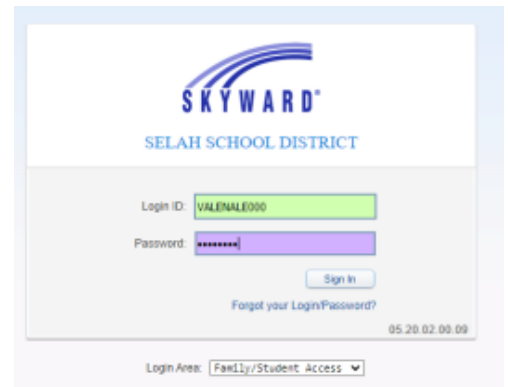 SKYWARD®
SELAH SCHOOL DISTRICT
Login ID: VALENALE000
Password: ••••••••
Sign In
Forgot your Login/Password?
05.20.02.00.09
Login Area: Family/Student Access